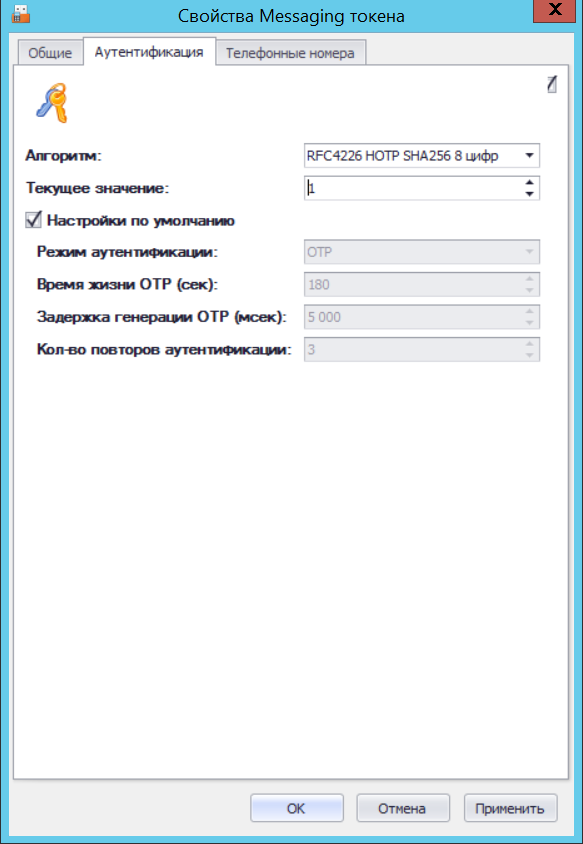 Свойства Messaging токена
Общие Аутентификация Телефонные номера
Алгоритм: RFC4226 HOTP SHA256 8 цифр
Текущее значение: 1
Настройки по умолчанию
Режим аутентификации: OTP
Время жизни OTP (сек): 180
Задержка генерации OTP (мсек): 5 000
Кол-во повторов аутентификации: 3
OK Отмена Применить